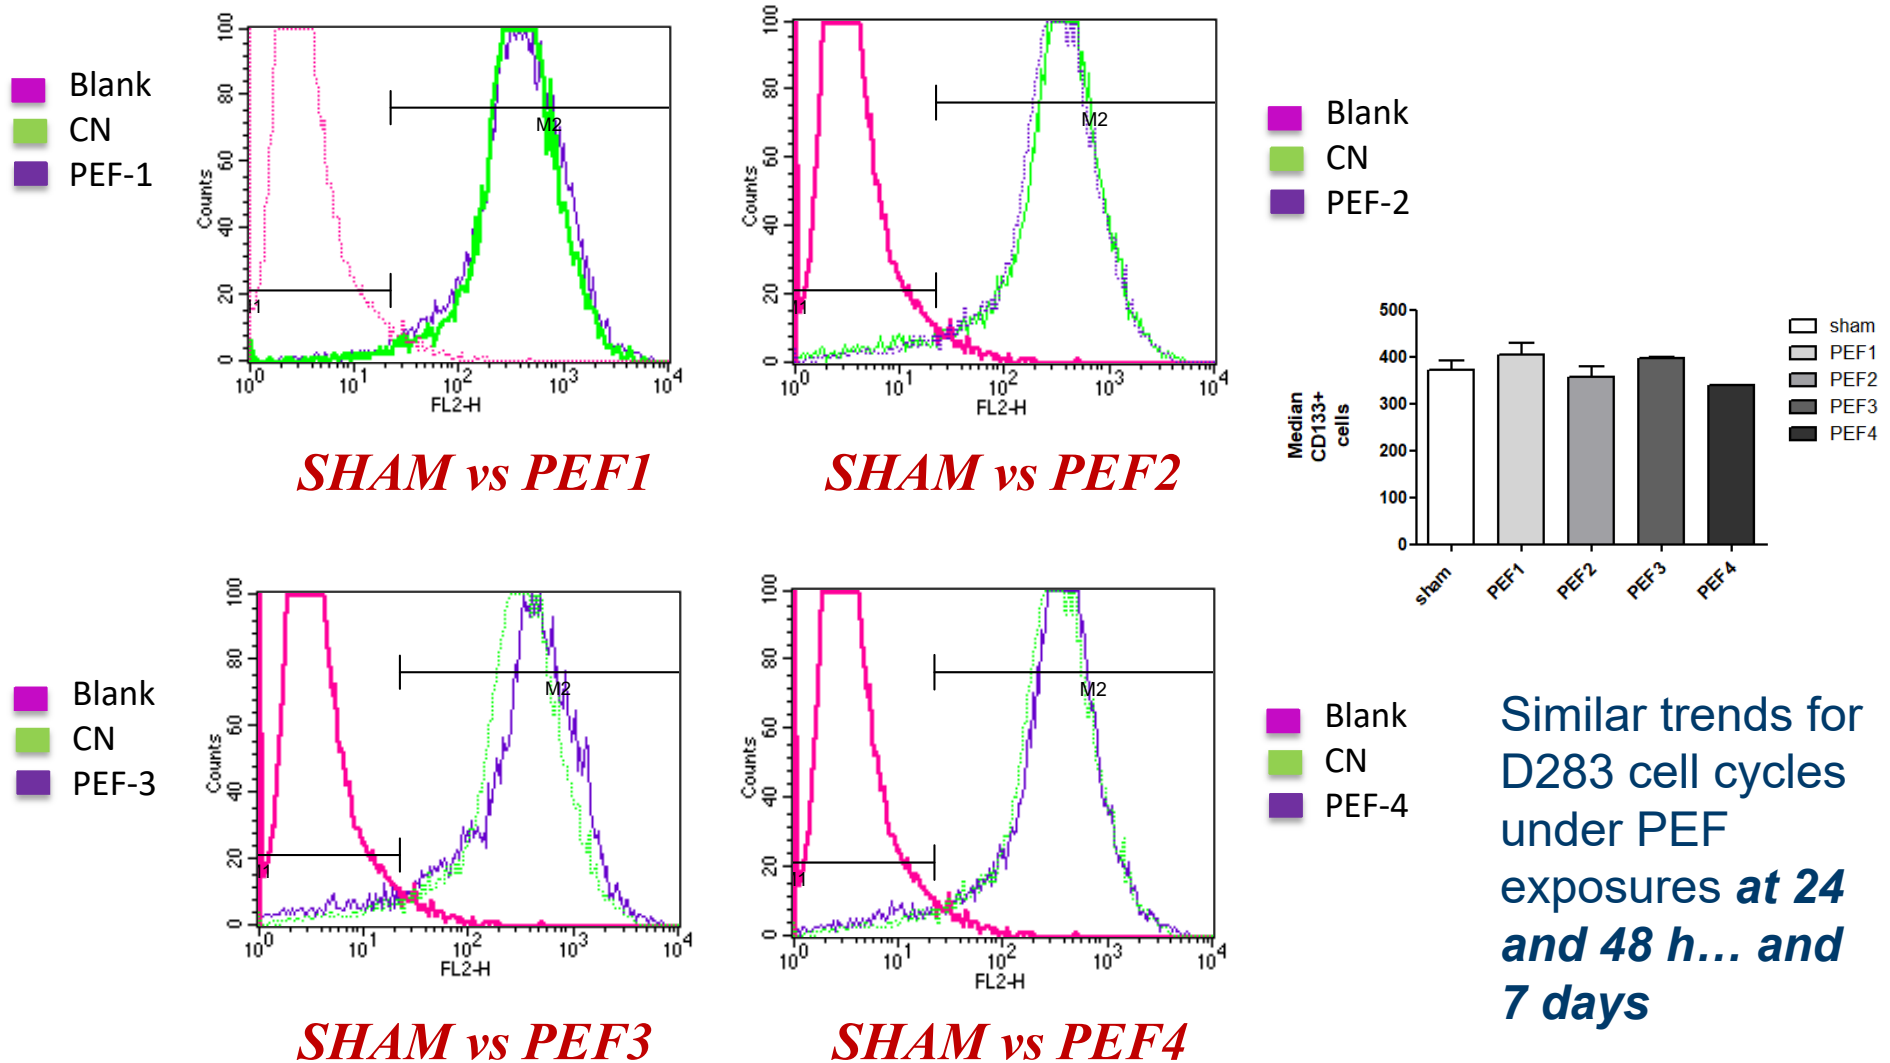 Blank
CN
PEF-1
100
80
60
40
20
0
Counts
M2
10^0 10^1 10^2 10^3 10^4
FL2-H
SHAM vs PEF1
100
80
60
40
20
0
Counts
M2
10^0 10^1 10^2 10^3 10^4
FL2-H
SHAM vs PEF2
Blank
CN
PEF-2
500
400
300
200
100
0
Median
CD133+
cells
sham PEF1 PEF2 PEF3 PEF4
sham
PEF1
PEF2
PEF3
PEF4
Blank
CN
PEF-3
100
80
60
40
20
0
Counts
M2
10^0 10^1 10^2 10^3 10^4
FL2-H
SHAM vs PEF3
100
80
60
40
20
0
Counts
M2
10^0 10^1 10^2 10^3 10^4
FL2-H
SHAM vs PEF4
Blank
CN
PEF-4
Similar trends for
D283 cell cycles
under PEF
exposures at 24
and 48 h... and
7 days